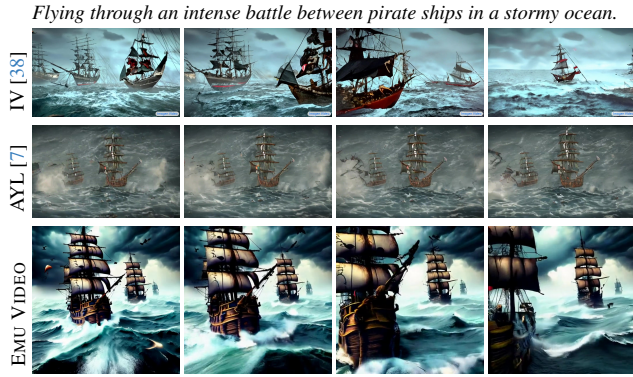 Flying through an intense battle between pirate ships in a stormy ocean.
IV [38]
AYL [7]
EMU VIDEO